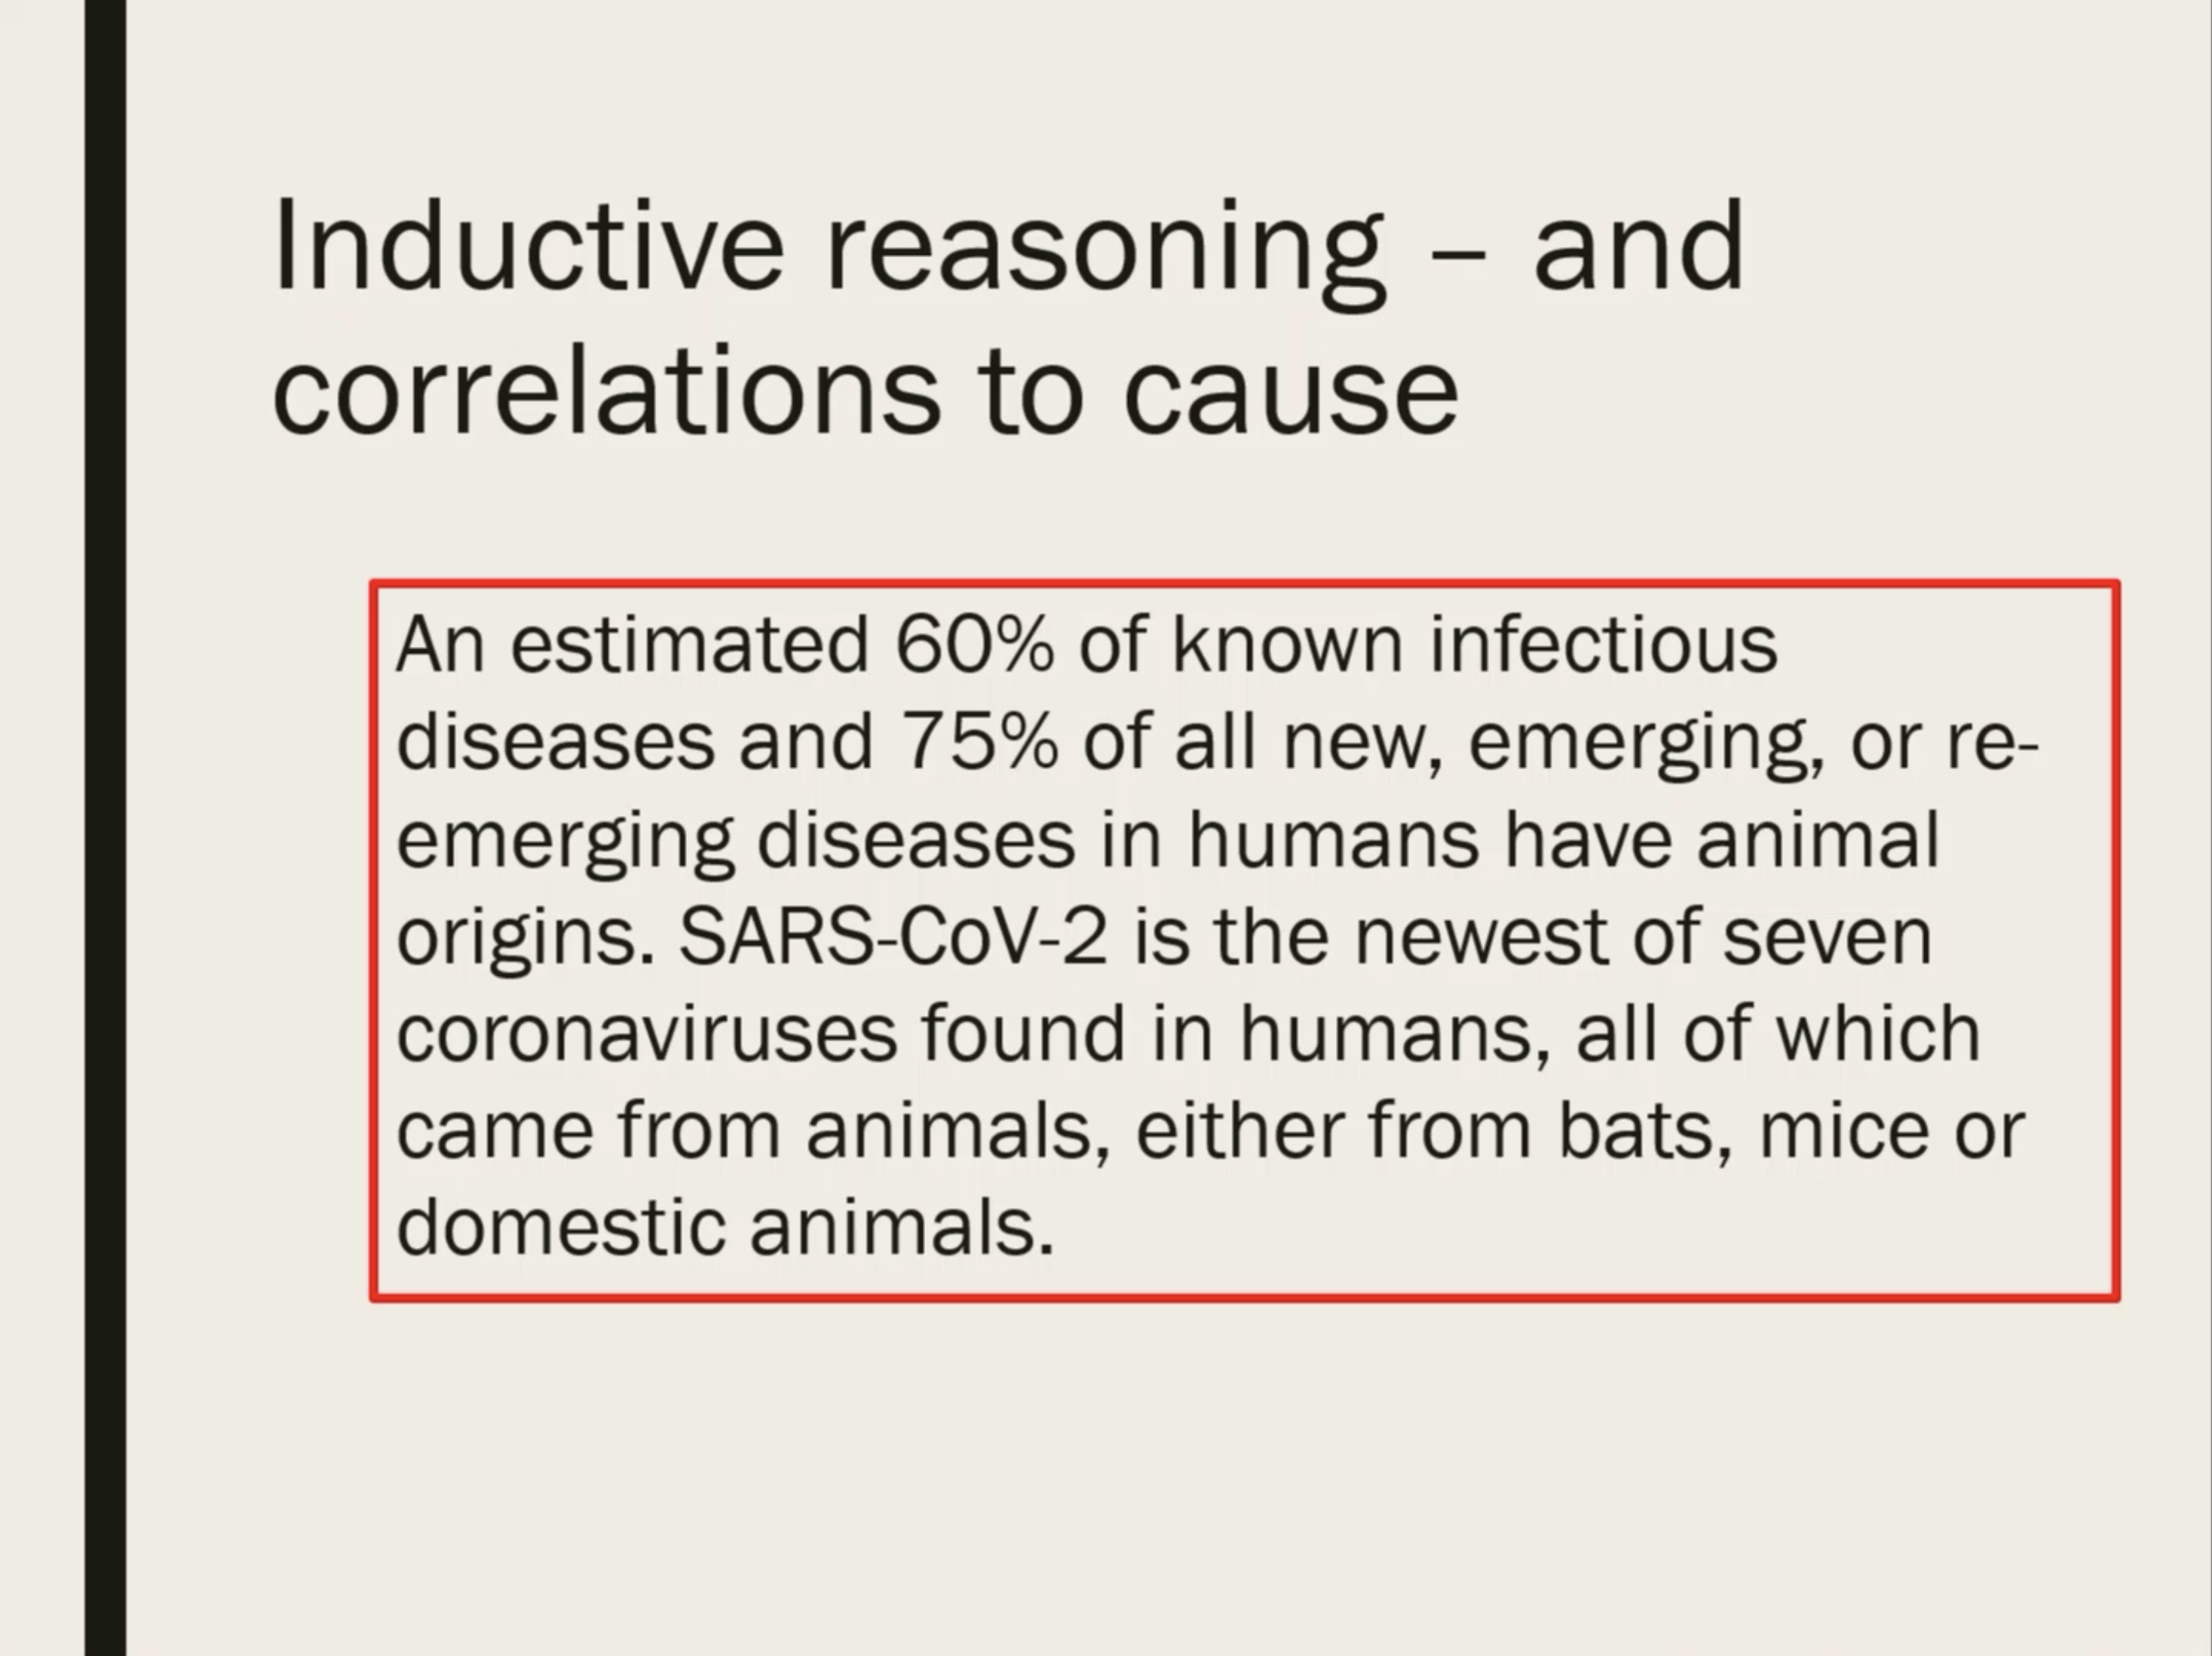 Inductive reasoning – and
correlations to cause
An estimated 60% of known infectious
diseases and 75% of all new, emerging, or re-
emerging diseases in humans have animal
origins. SARS-CoV-2 is the newest of seven
coronaviruses found in humans, all of which
came from animals, either from bats, mice or
domestic animals.